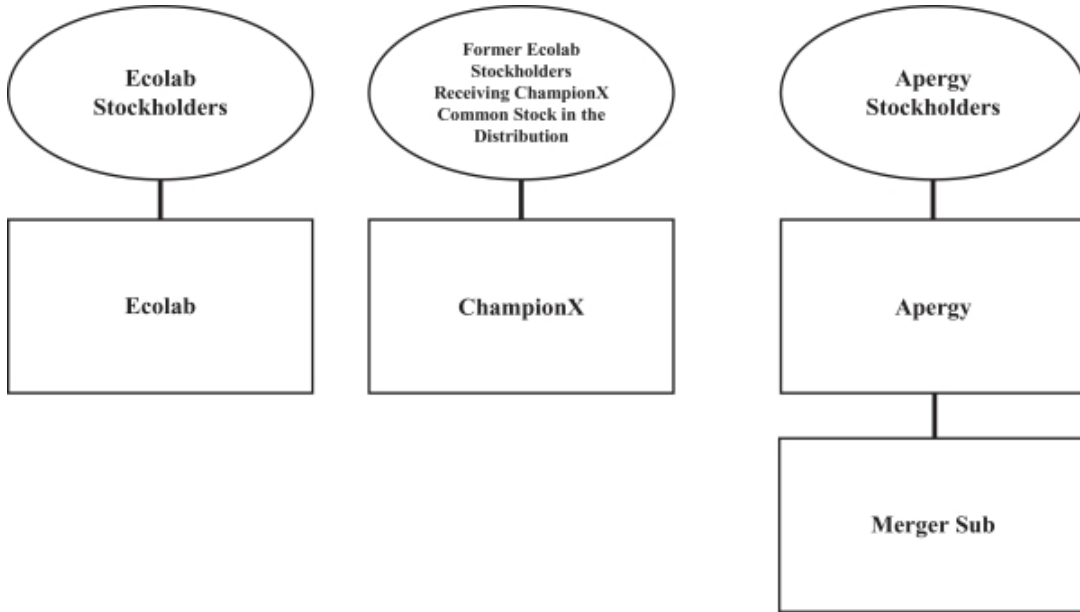 Ecolab
Stockholders
Former Ecolab
Stockholders
Receiving ChampionX
Common Stock in the
Distribution
Apergy
Stockholders
Ecolab
ChampionX
Apergy
Merger Sub